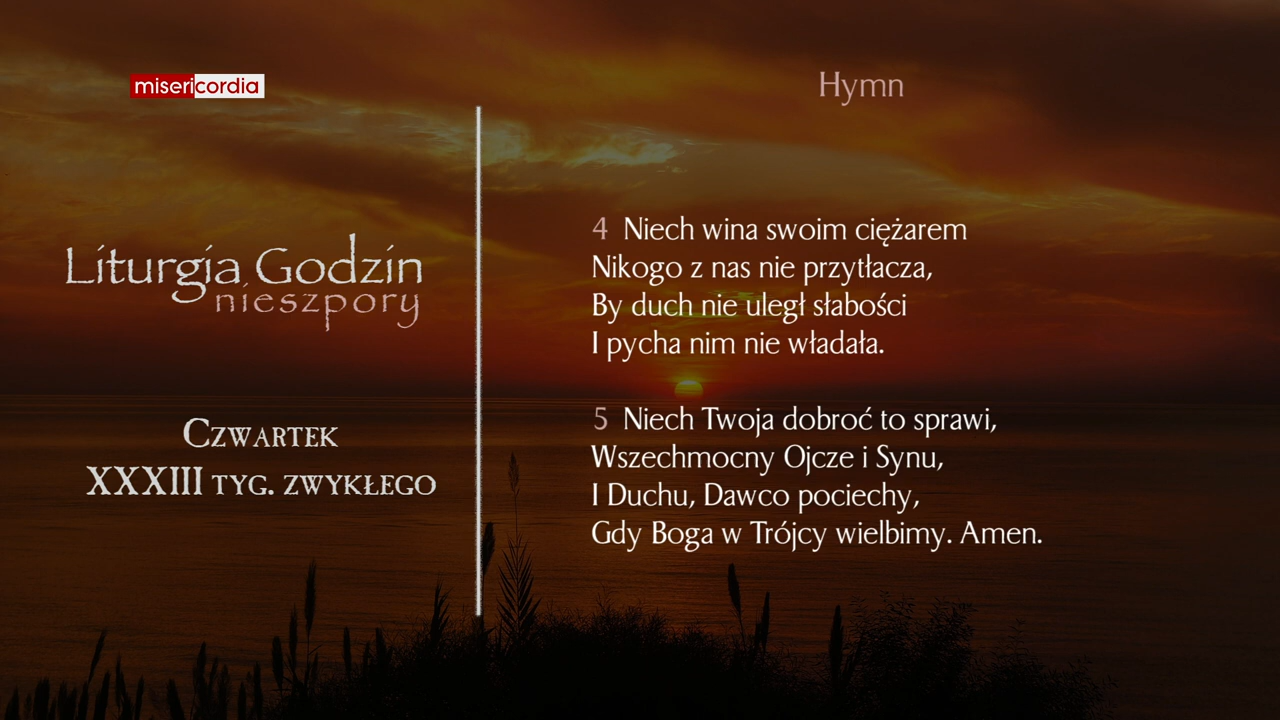 misericordia
Hymn
Liturgia Godzin
nieszpory
Czwartek
XXXIII tyg. zwykłego
4 Niech wina swoim ciężarem
Nikogo z nas nie przytłacza,
By duch nie uległ słabości
I pycha nim nie władała.
5 Niech Twoja dobroć to sprawi,
Wszechmocny Ojcze i Synu,
I Duchu, Dawco pociechy,
Gdy Boga w Trójcy wielbimy. Amen.